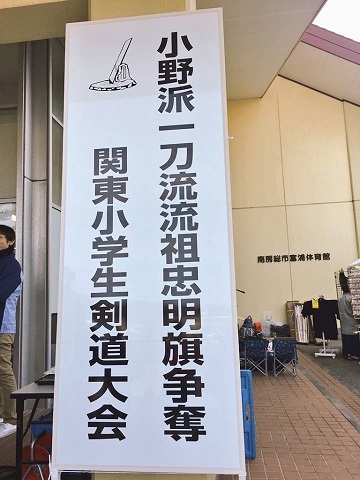 小野派一刀流流祖忠明旗争奪
関東小学生剣道大会
南房総市富浦体育館